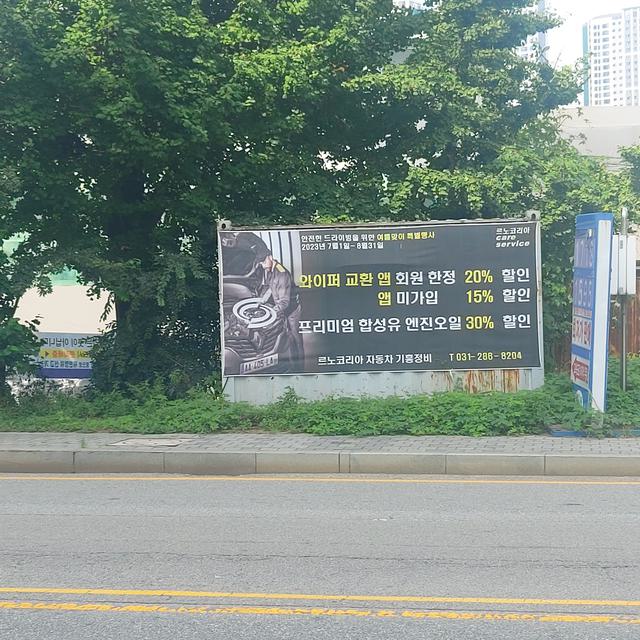 안전한 드라이빙을 위한 여름맞이 특별행사
2023년 7월1일~8월31일
르노코리아
care
service
와이퍼 교환 앱 회원 한정 20% 할인
앱 미가입 15% 할인
프리미엄 합성유 엔진오일 30% 할인
르노코리아 자동차 기흥정비 T 031-286-8204